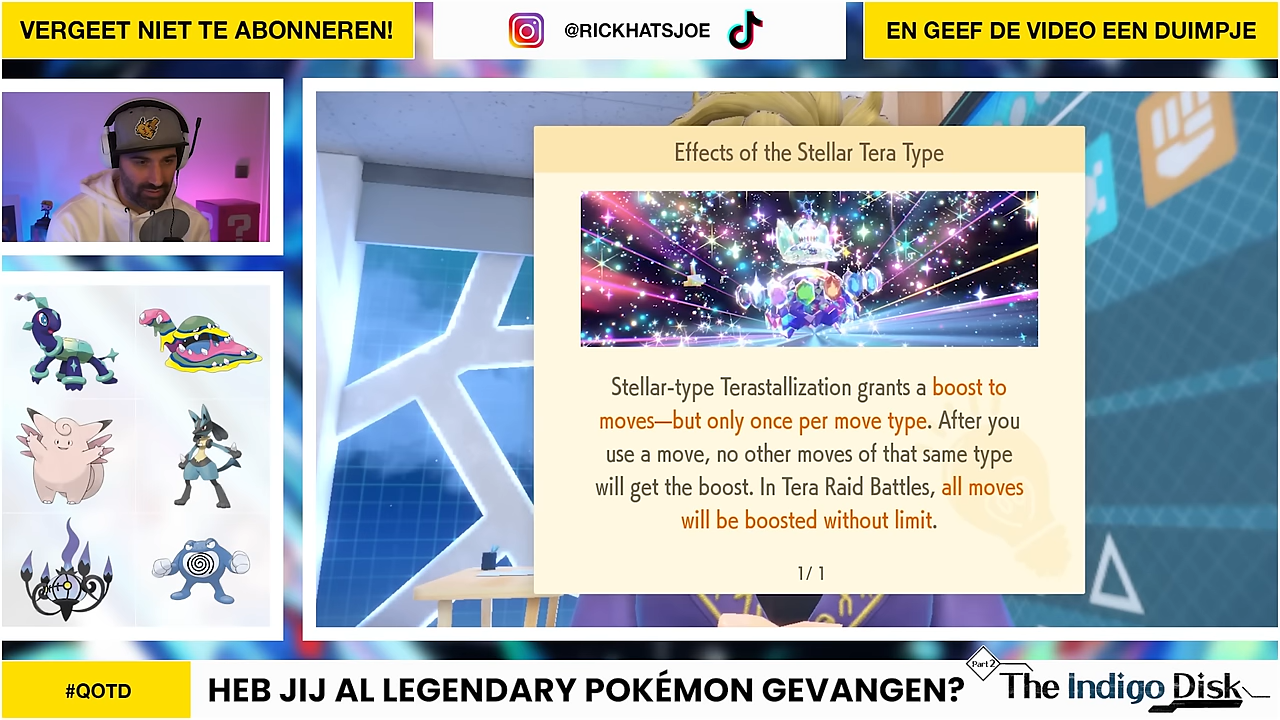 VERGEET NIET TE ABONNEREN!
@RICKHATSJOE
EN GEEF DE VIDEO EEN DUIMPJE
Effects of the Stellar Tera Type
Stellar-type Terastallization grants a boost to
moves—but only once per move type. After you
use a move, no other moves of that same type
will get the boost. In Tera Raid Battles, all moves
will be boosted without limit.
1/ 1
#QOTD
HEB JIJ AL LEGENDARY POKÉMON GEVANGEN?
Part 2
The Indigo Disk